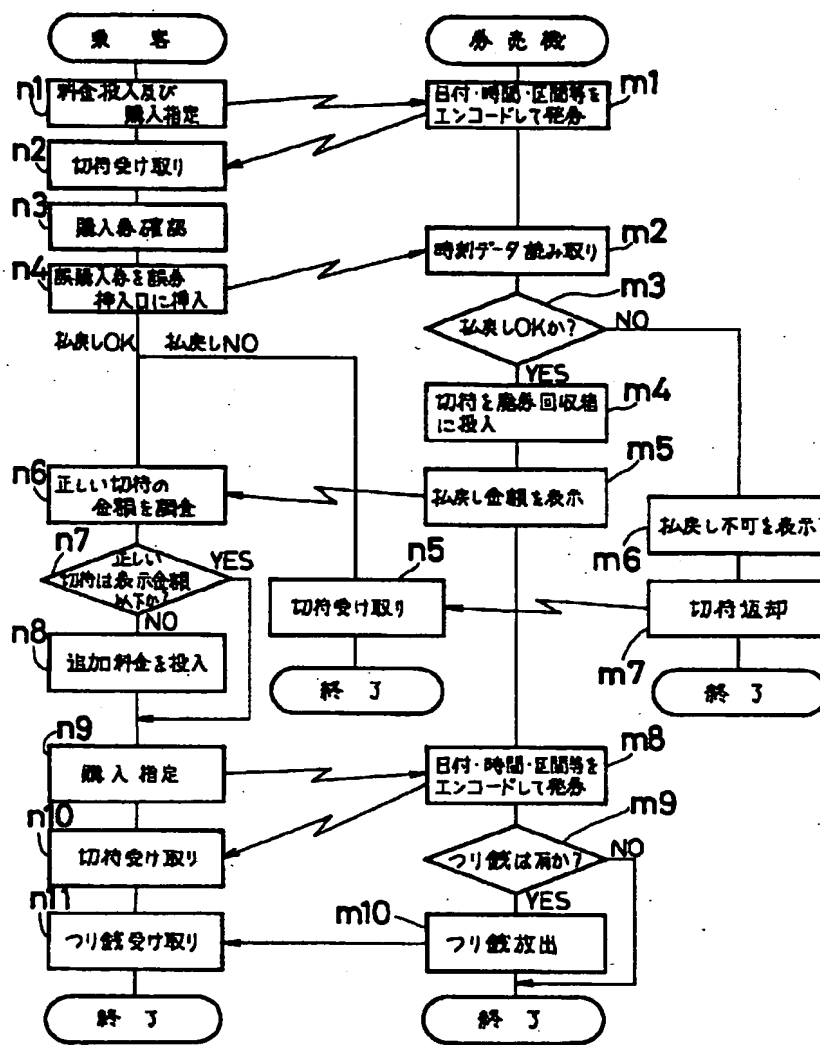 乗客
券売機
n1
料金投入及び
購入指定
日付・時間・区間等を
エンコードして発券
m1
n2
切符受け取り
n3
購入券確認
時刻データ読み取り
m2
n4
誤購入券を誤券
挿入口に挿入
m3
払戻しOKか?
NO
払戻しOK
払戻しNO
YES
切符を廃券回収箱
に投入
m4
n6
正しい切符の
金額を調査
払戻し金額を表示
m5
払戻し不可を表示
m6
n7
正しい
切符は表示金額
以下か?
YES
NO
n5
切符受け取り
切符返却
m7
n8
追加料金を投入
終了
終了
n9
購入指定
日付・時間・区間等を
エンコードして発券
m8
n10
切符受け取り
m9
つり銭は有か?
NO
YES
n11
つり銭受け取り
m10
つり銭放出
終了
終了